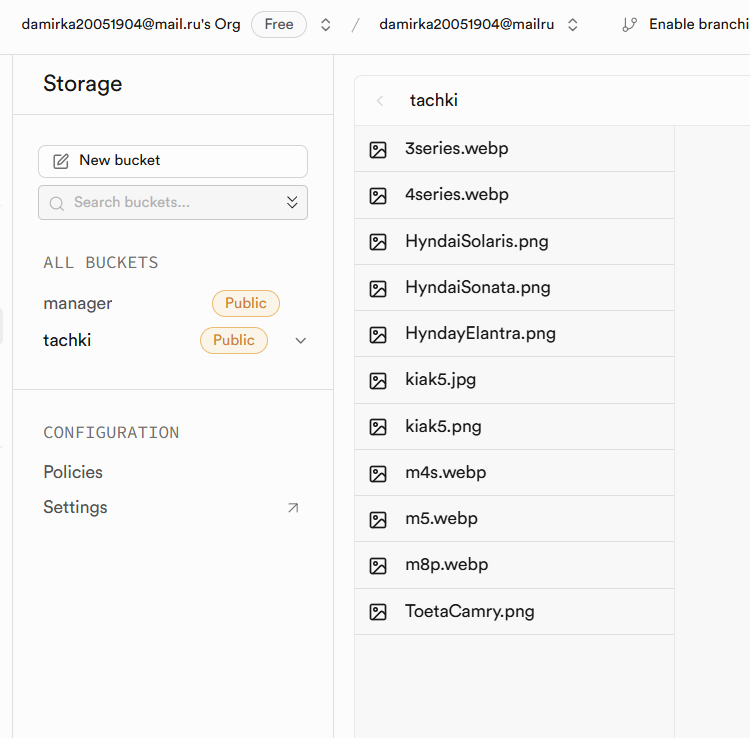 damirka20051904@mail.ru's Org Free / damirka20051904@mailru Enable branchi
Storage
New bucket
Search buckets...
ALL BUCKETS
manager Public
tachki Public
CONFIGURATION
Policies
Settings
tachki
3series.webp
4series.webp
HyndaiSolaris.png
HyndaiSonata.png
HyndayElantra.png
kiak5.jpg
kiak5.png
m4s.webp
m5.webp
m8p.webp
ToetaCamry.png